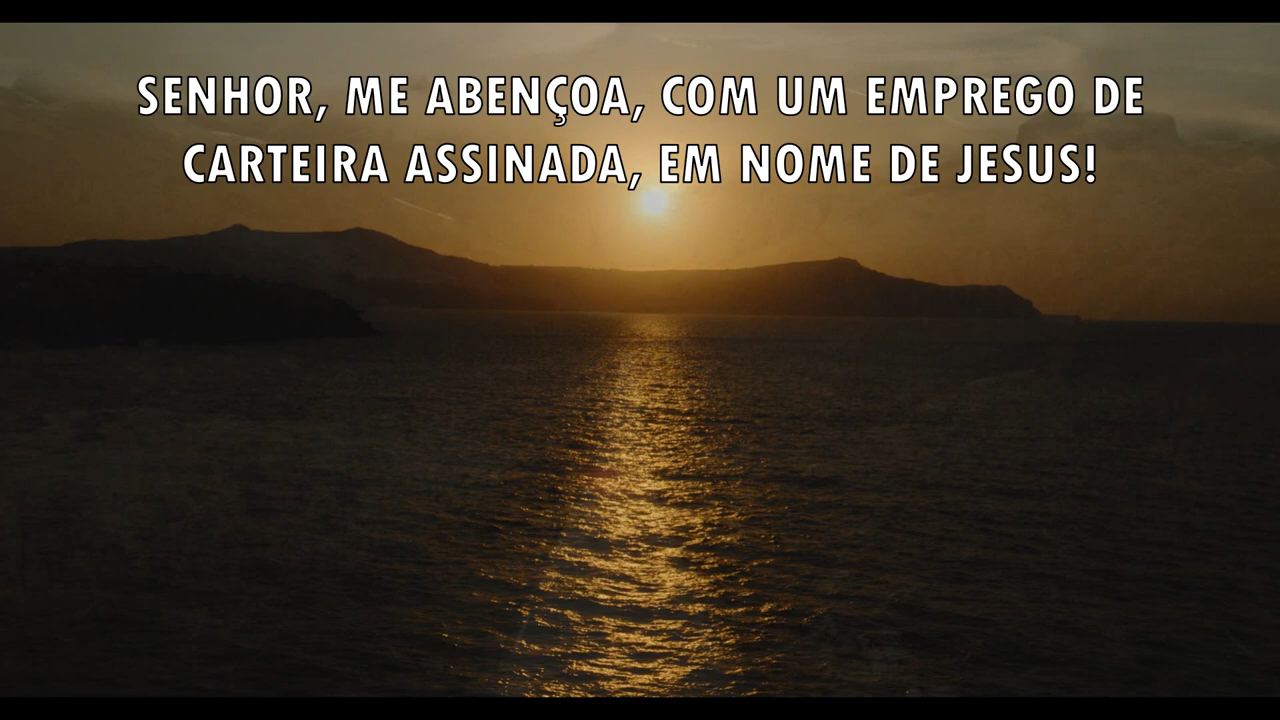 SENHOR, ME ABENÇOA, COM UM EMPREGO DE
CARTEIRA ASSINADA, EM NOME DE JESUS!